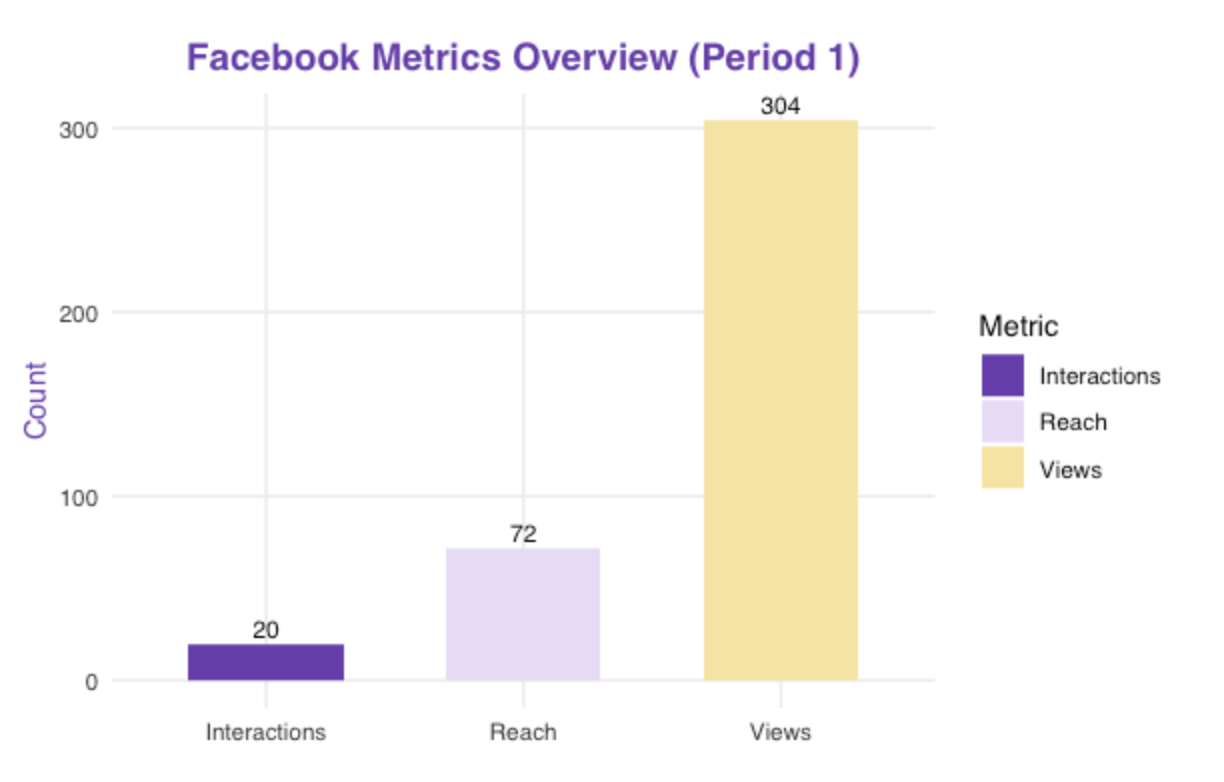 Facebook Metrics Overview (Period 1)
304
300
200
Metric
Interactions
Count
Reach
Views
100
72
20
0
Interactions Reach Views